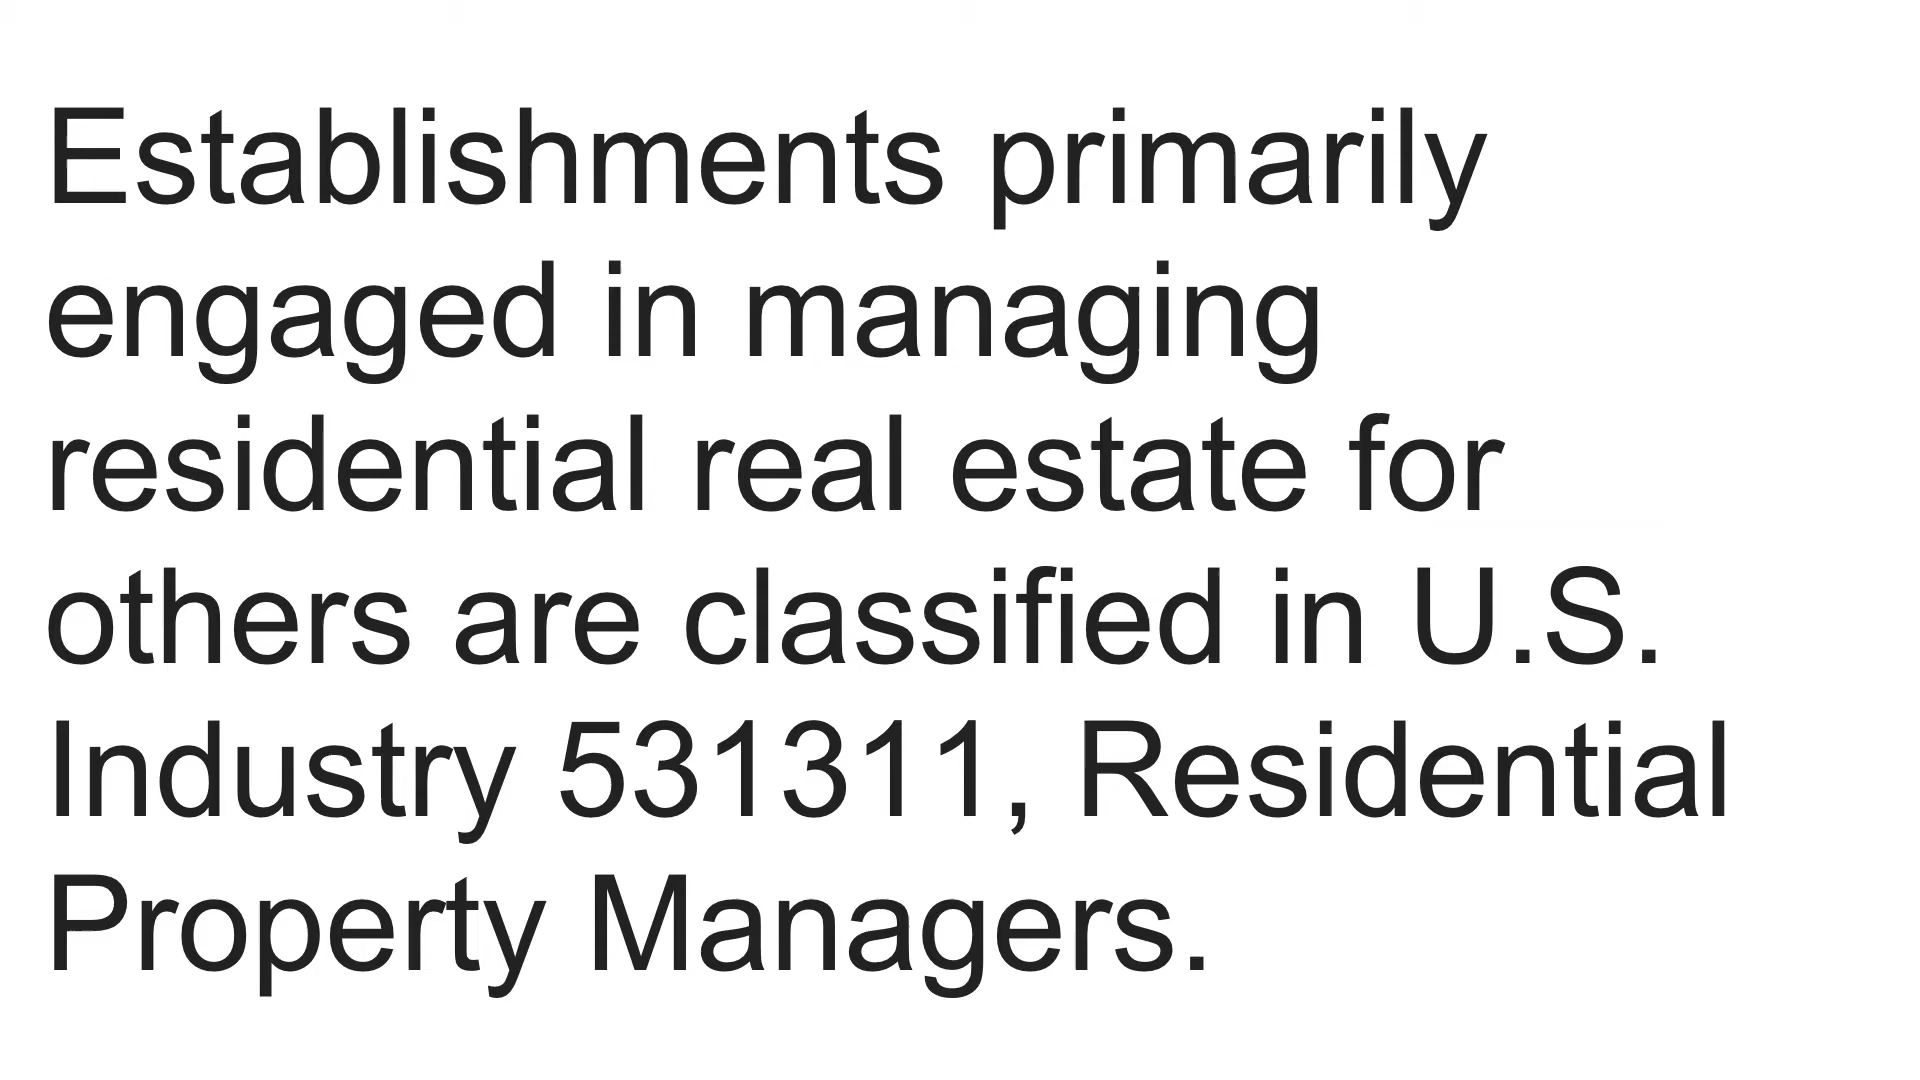 Establishments primarily
engaged in managing
residential real estate for
others are classified in U.S.
Industry 531311, Residential
Property Managers.